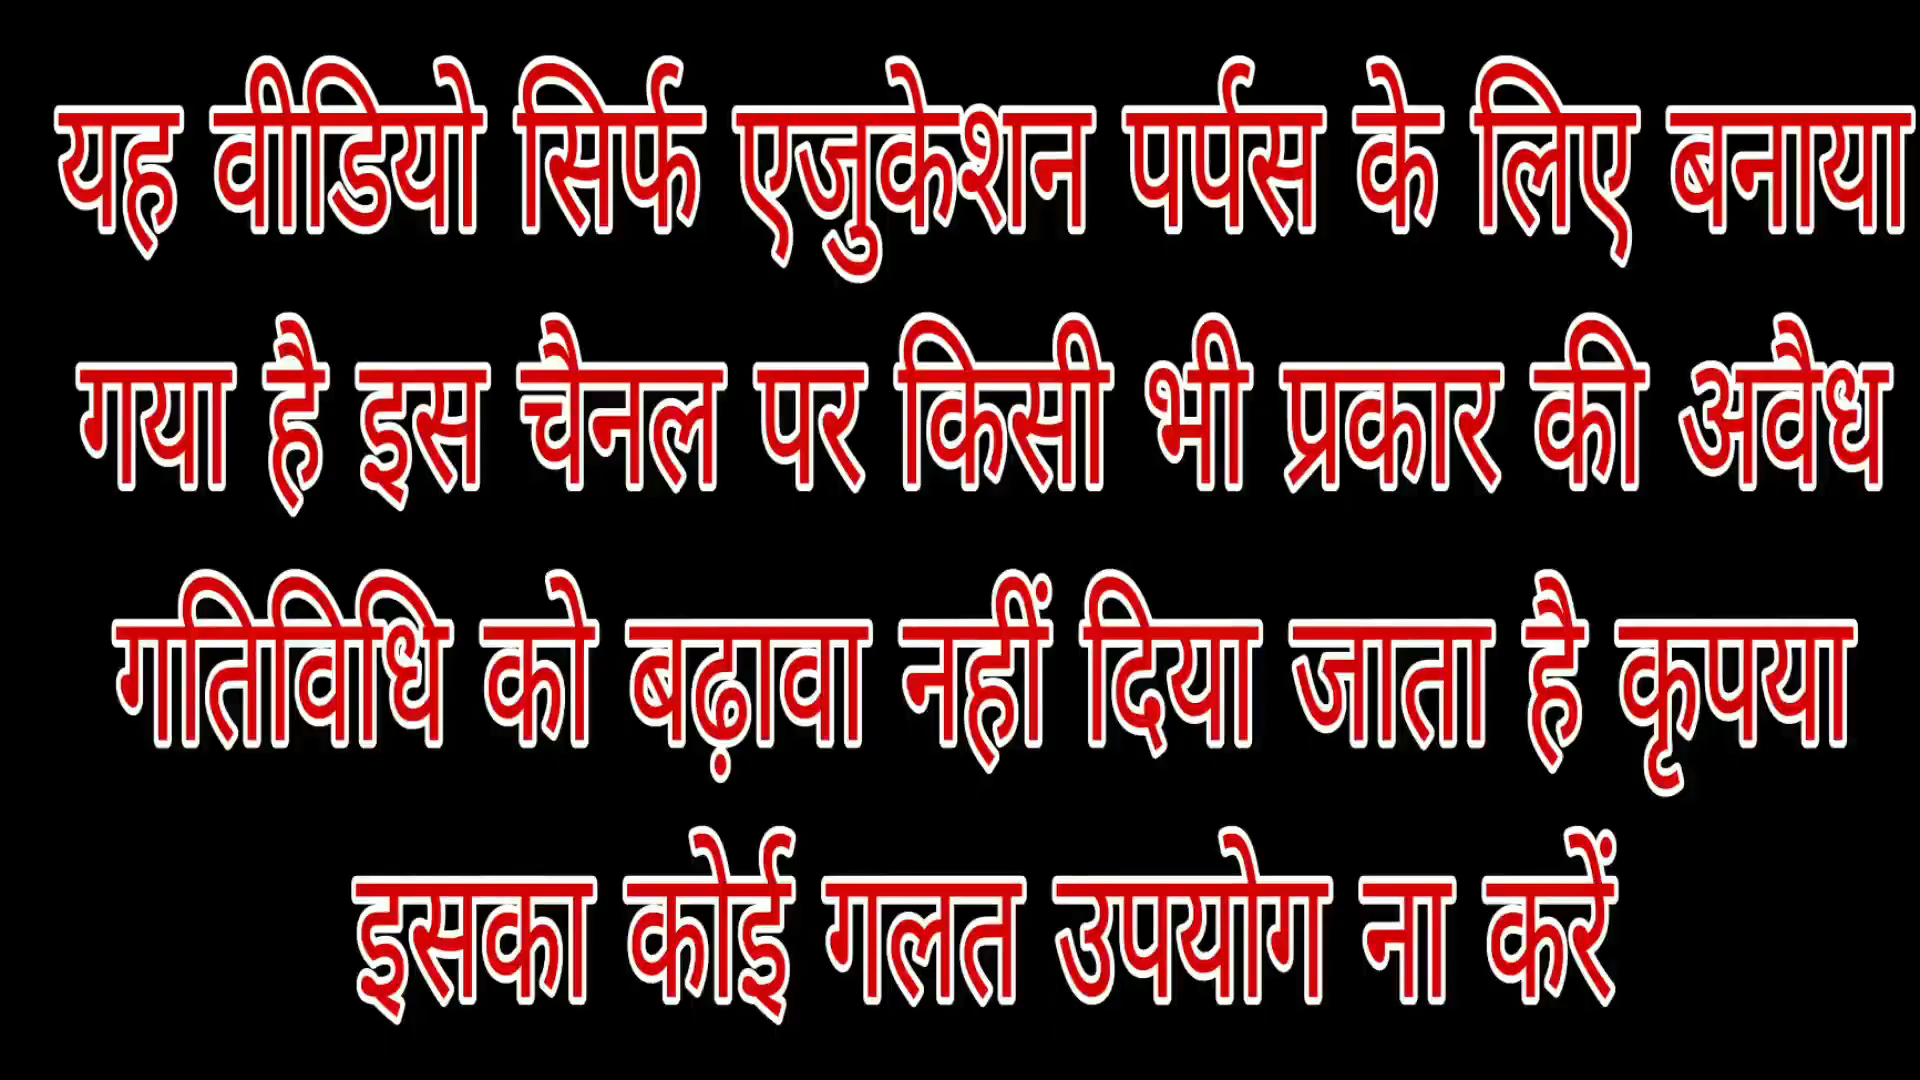 यह वीडियो सिर्फ एजुकेशन पर्पस के लिए बनाया
गया है इस चैनल पर किसी भी प्रकार की अवैध
गतिविधि को बढ़ावा नहीं दिया जाता है कृपया
इसका कोई गलत उपयोग ना करें